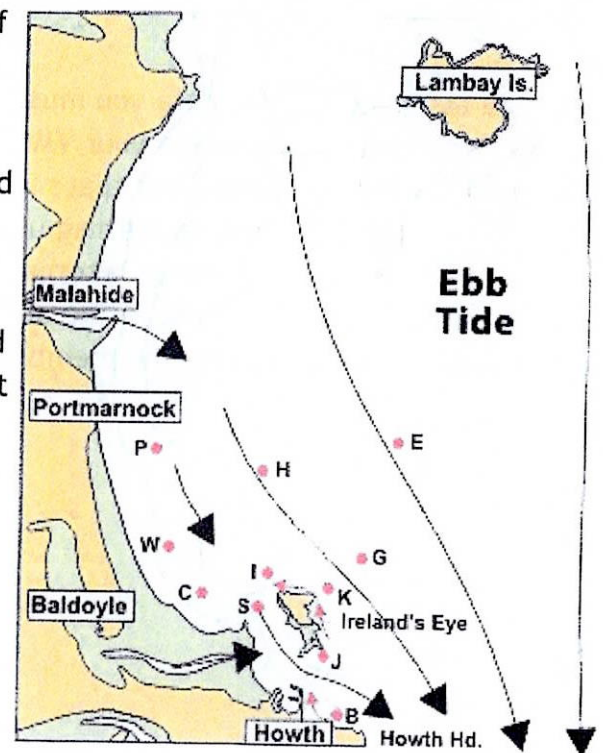 f
Lambay Is.
d
Ebb
Tide
Malahide
d
t
Portmarnock
P
E
H
W
G
I
C
K
S
Baldoyle
Ireland's Eye
J
B
Howth
Howth Hd.